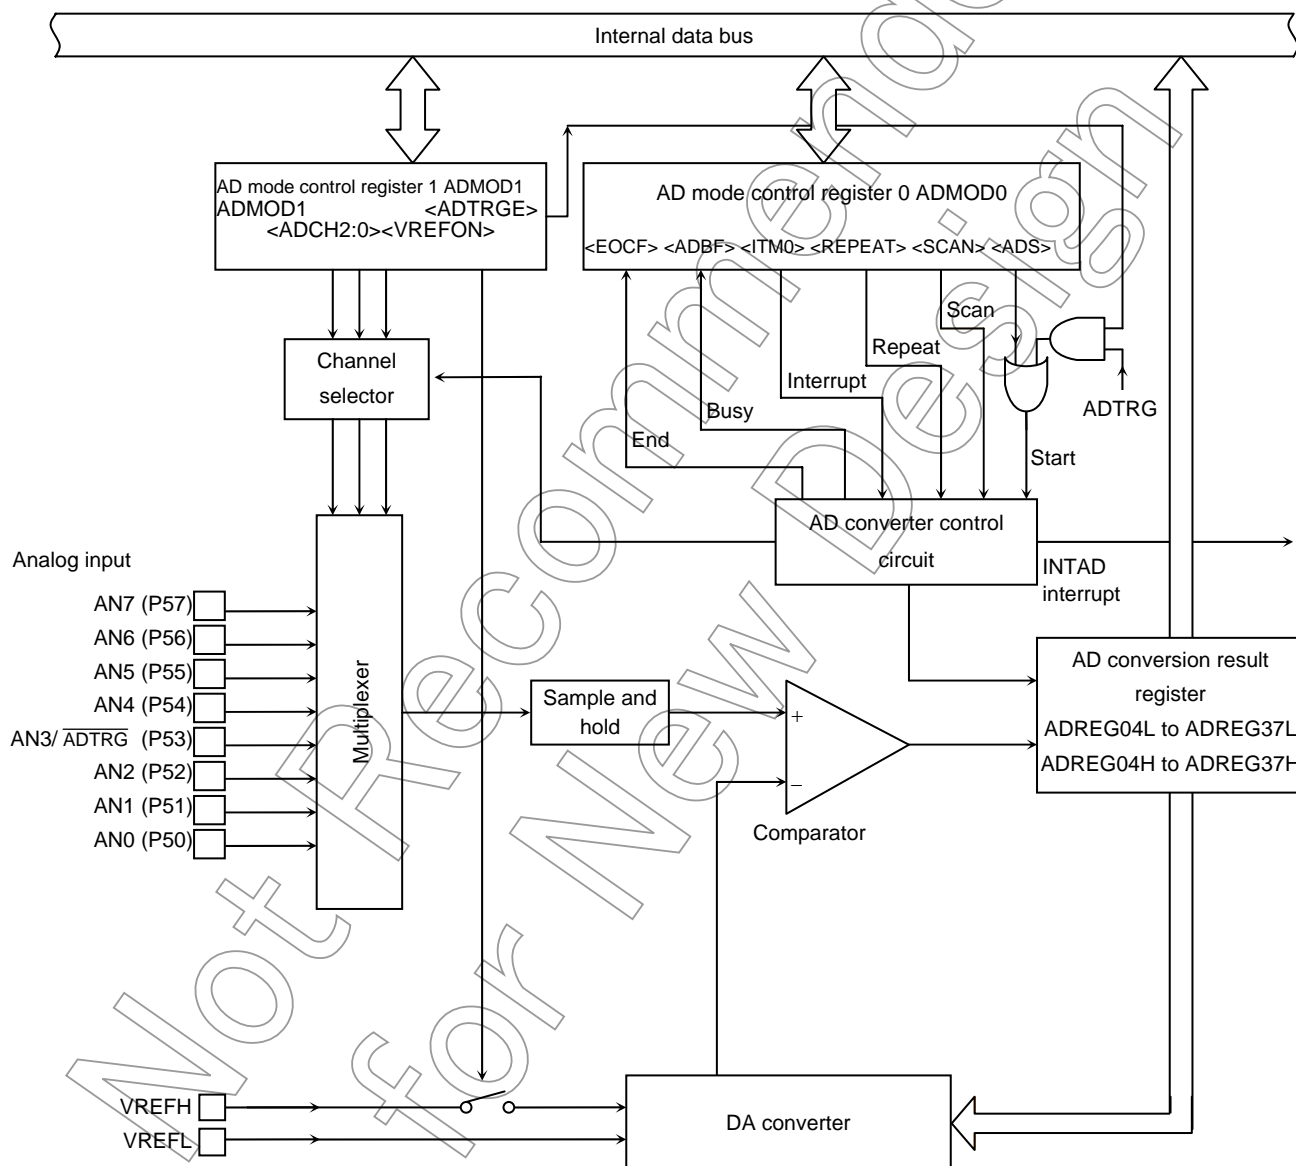 Internal data bus
AD mode control register 1 ADMOD1
ADMOD1 <ADTRGE>
<ADCH2:0><VREFON>
AD mode control register 0 ADMOD0
<EOCF> <ADBF> <ITM0> <REPEAT> <SCAN> <ADS>
Channel
selector
Scan
Repeat
Interrupt
Busy
End
ADTRG
Start
AD converter control
circuit
INTAD
interrupt
Analog input
AN7 (P57)
AN6 (P56)
AN5 (P55)
AN4 (P54)
AN3/ ADTRG (P53)
AN2 (P52)
AN1 (P51)
AN0 (P50)
Multiplexer
Sample and
hold
+
−
Comparator
AD conversion result
register
ADREG04L to ADREG37L
ADREG04H to ADREG37H
VREFH
VREFL
DA converter
Not Recommended
for New Design